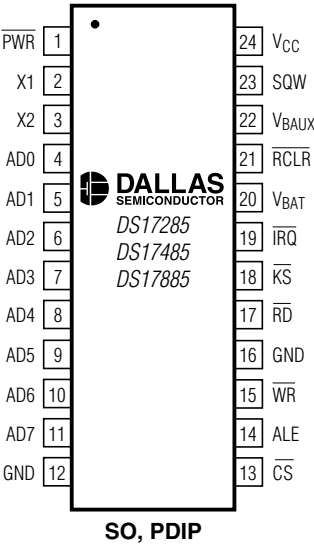 PWR 1 24 VCC
X1 2 23 SQW
X2 3 22 VBAUX
AD0 4 21 RCLR
AD1 5 20 VBAT
AD2 6 19 IRQ
AD3 7 18 KS
AD4 8 17 RD
AD5 9 16 GND
AD6 10 15 WR
AD7 11 14 ALE
GND 12 13 CS
DALLAS
SEMICONDUCTOR
DS17285
DS17485
DS17885
SO, PDIP